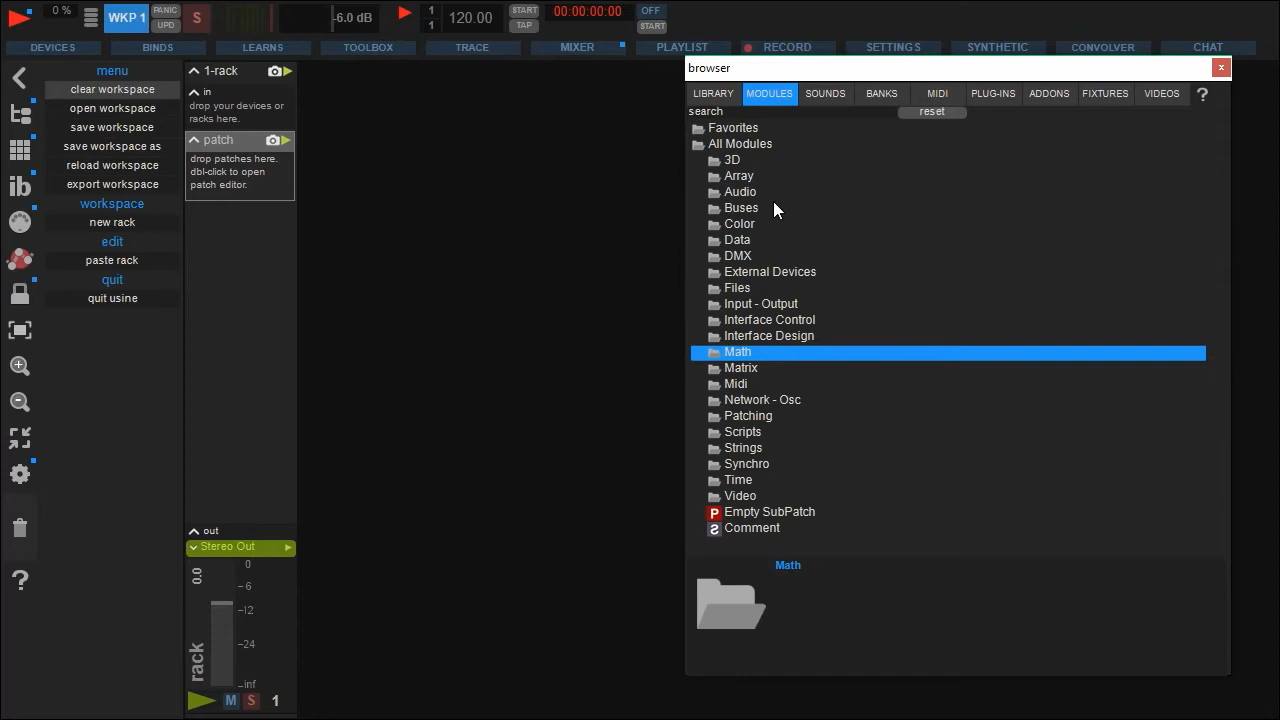 0 %
WKP 1
PANIC
UPD
S
-6.0 dB
1
1
120.00
START
TAP
00:00:00:00
OFF
START
DEVICES
BINDS
LEARNS
TOOLBOX
TRACE
MIXER
PLAYLIST
RECORD
SETTINGS
SYNTHETIC
CONVOLVER
CHAT
menu
clear workspace
open workspace
save workspace
save workspace as
reload workspace
export workspace
workspace
new rack
edit
paste rack
quit
quit usine
ib
?
1-rack
in
drop your devices or
racks here.
patch
drop patches here.
dbl-click to open
patch editor.
out
Stereo Out
0.0
rack
0
-6
-12
-24
-inf
M
S
1
browser
x
LIBRARY
MODULES
SOUNDS
BANKS
MIDI
PLUG-INS
ADDONS
FIXTURES
VIDEOS
?
search
reset
Favorites
All Modules
3D
Array
Audio
Buses
Color
Data
DMX
External Devices
Files
Input - Output
Interface Control
Interface Design
Math
Matrix
Midi
Network - Osc
Patching
Scripts
Strings
Synchro
Time
Video
P Empty SubPatch
Comment
Math